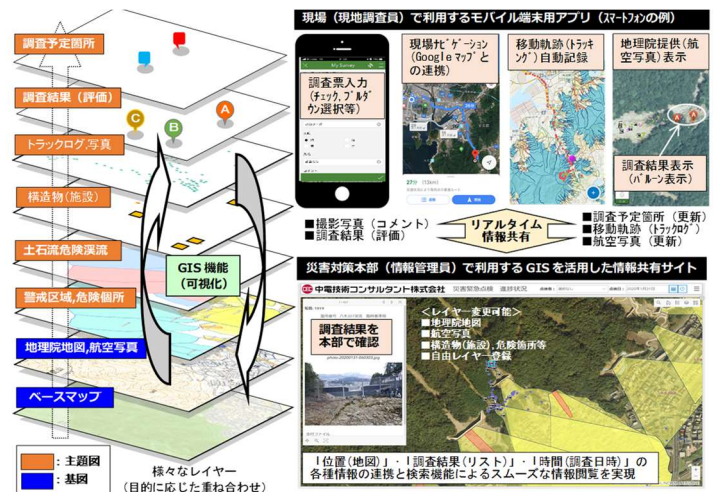 調査予定箇所
調査結果（評価）
C
B
A
トラックログ,写真
構造物（施設）
土石流危険渓流
警戒区域,危険個所
地理院地図,航空写真
ベースマップ
GIS 機能
（可視化）
：主題図
：基図
様々なレイヤー
（目的に応じた重ね合わせ）
現場（現地調査員）で利用するモバイル端末用アプリ（ｽﾏｰﾄﾌｫﾝの例）
My Survey
調査票入力
（チェック、プルダ
ウン選択等）
現場ﾅﾋﾞｹﾞｰｼｮﾝ
（Googleマップと
の連携）
27分 (12km)
移動軌跡（ﾄﾗｯｷ
ﾝｸﾞ）自動記録
地理院提供（航
空写真）表示
A
A
調査結果表示
（バルーン表示）
■撮影写真（コメント）
■調査結果（評価）
リアルタイム
情報共有
■調査予定箇所（更新）
■移動軌跡（ﾄﾗｯｸﾛｸﾞ）
■航空写真（更新）
災害対策本部（情報管理員）で利用する GIS を活用した情報共有サイト
中電技術コンサルタント株式会社 災害緊急点検 進捗状況
調査結果を
本部で確認
＜レイヤー変更可能＞
■地理院地図
■航空写真
■構造物(施設),危険箇所等
■自由レイヤー登録
「位置(地図)」・「調査結果(リスト)」・「時間(調査日時)」の
各種情報の連携と検索機能によるスムーズな情報閲覧を実現